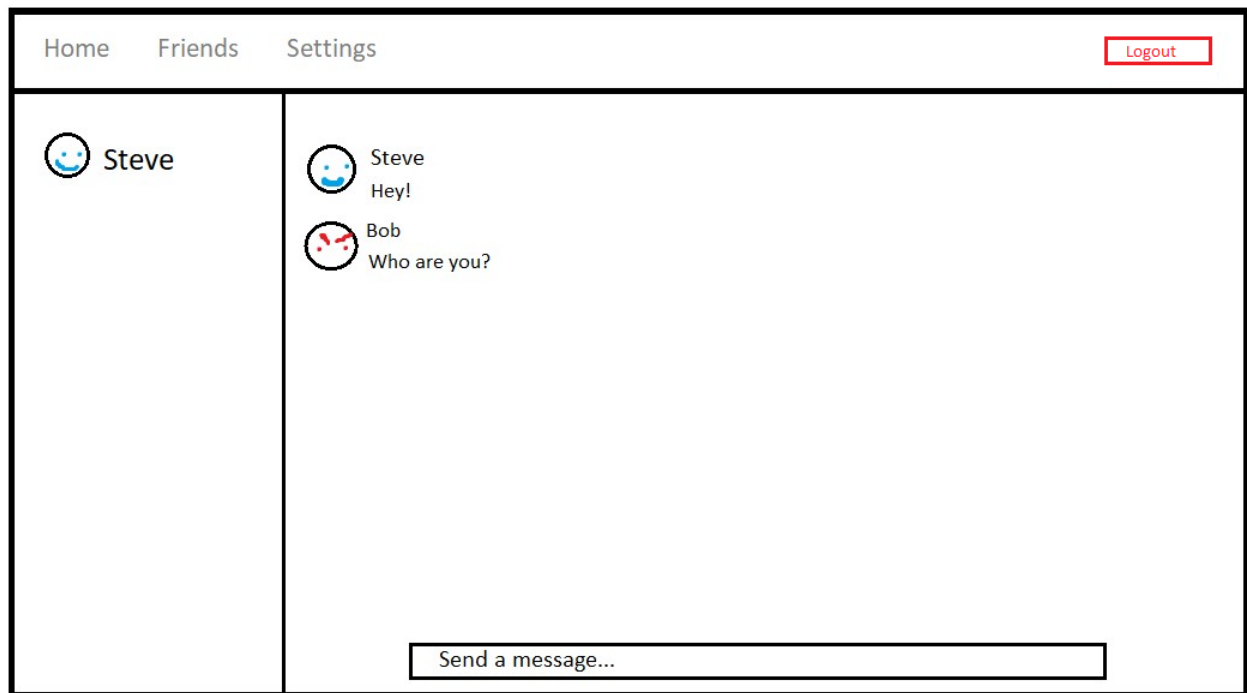 Home Friends Settings
Logout
Steve
Steve
Hey!
Bob
Who are you?
Send a message...